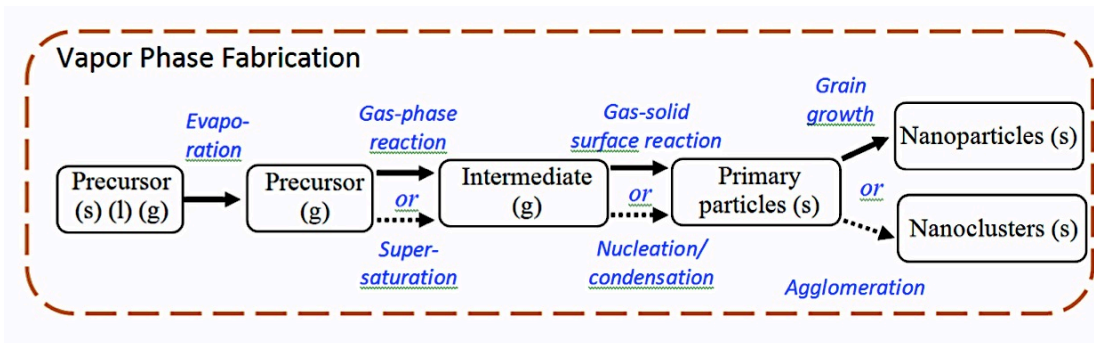 Vapor Phase Fabrication
Evapo-
ration
Gas-phase
reaction
Gas-solid
surface reaction
Grain
growth
Precursor
(s) (l) (g)
Precursor
(g)
or
Intermediate
(g)
or
Primary
particles (s)
or
Nanoparticles (s)
Nanoclusters (s)
Super-
saturation
Nucleation/
condensation
Agglomeration